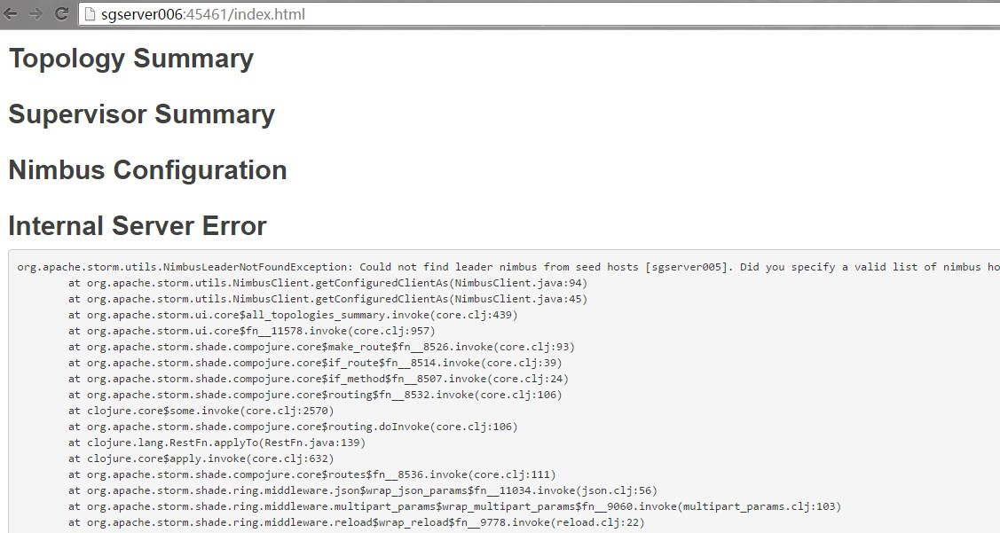 sgserver006:45461/index.html
Topology Summary
Supervisor Summary
Nimbus Configuration
Internal Server Error
org.apache.storm.utils.NimbusLeaderNotFoundException: Could not find leader nimbus from seed hosts [sgserver005]. Did you specify a valid list of nimbus ho
at org.apache.storm.utils.NimbusClient.getConfiguredClientAs(NimbusClient.java:94)
at org.apache.storm.utils.NimbusClient.getConfiguredClientAs(NimbusClient.java:45)
at org.apache.storm.ui.core$all_topologies_summary.invoke(core.clj:439)
at org.apache.storm.ui.core$fn__11578.invoke(core.clj:957)
at org.apache.storm.shade.compojure.core$make_route$fn__8526.invoke(core.clj:93)
at org.apache.storm.shade.compojure.core$if_route$fn__8514.invoke(core.clj:39)
at org.apache.storm.shade.compojure.core$if_method$fn__8507.invoke(core.clj:24)
at org.apache.storm.shade.compojure.core$routing$fn__8532.invoke(core.clj:106)
at clojure.core$some.invoke(core.clj:2570)
at org.apache.storm.shade.compojure.core$routing.doInvoke(core.clj:106)
at clojure.lang.RestFn.applyTo(RestFn.java:139)
at clojure.core$apply.invoke(core.clj:632)
at org.apache.storm.shade.compojure.core$routes$fn__8536.invoke(core.clj:111)
at org.apache.storm.shade.ring.middleware.json$wrap_json_params$fn__11034.invoke(json.clj:56)
at org.apache.storm.shade.ring.middleware.multipart_params$wrap_multipart_params$fn__9060.invoke(multipart_params.clj:103)
at org.apache.storm.shade.ring.middleware.reload$wrap_reload$fn__9778.invoke(reload.clj:22)